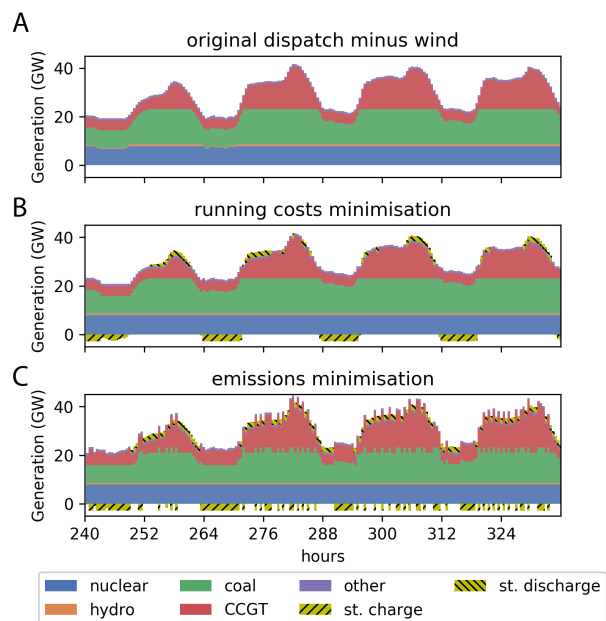 A
original dispatch minus wind
Generation (GW)
40
20
0
B
running costs minimisation
Generation (GW)
40
20
0
C
emissions minimisation
Generation (GW)
40
20
0
240 252 264 276 288 300 312 324
hours
nuclear coal other st. discharge
hydro CCGT st. charge